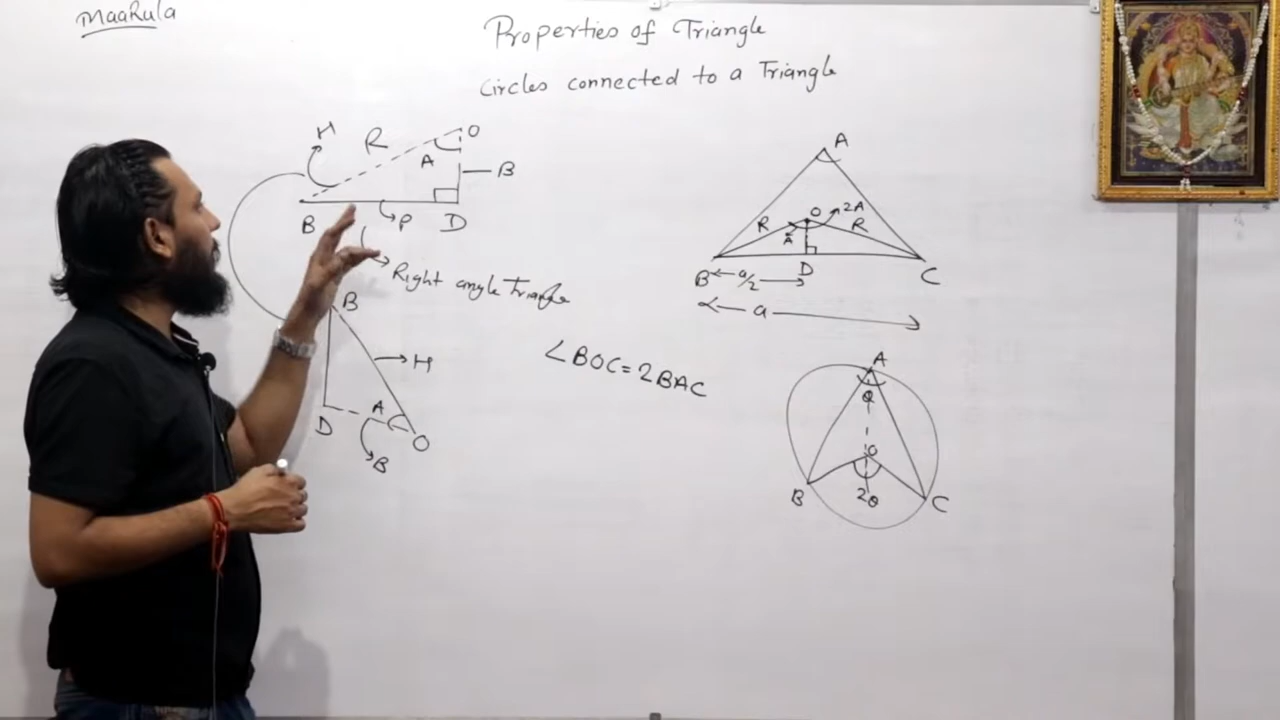 MaaRula
Properties of Triangle
Circles connected to a Triangle
H
R
O
A
B
B
P
D
Right angle Triangle
B
H
D
A
O
B
∠BOC=2BAC
A
O
2A
R
A
R
B
D
C
a/2
a
A
θ
O
B
2θ
C